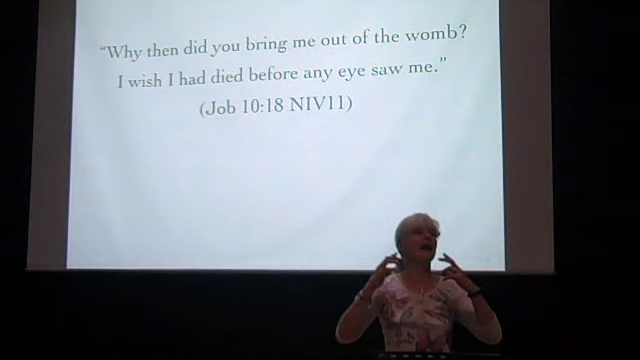 “Why then did you bring me out of the womb?
I wish I had died before any eye saw me.”
(Job 10:18 NIV11)